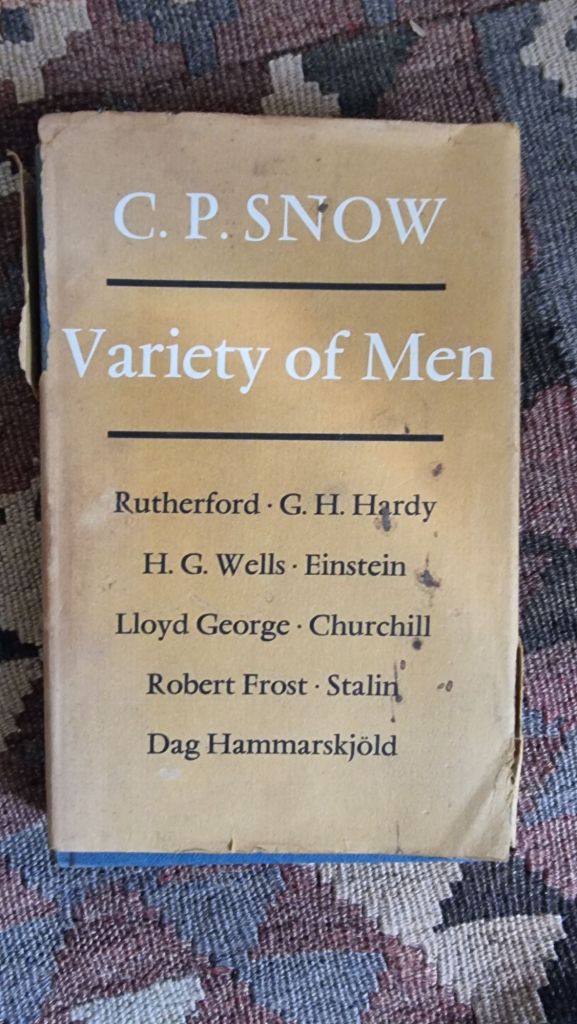 C. P. SNOW
Variety of Men
Rutherford · G. H. Hardy
H. G. Wells · Einstein
Lloyd George · Churchill
Robert Frost · Stalin
Dag Hammarskjöld